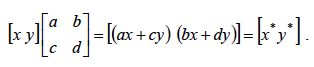 [x y][a b
c d]=[(ax+cy) (bx+dy)]=[x* y*] .